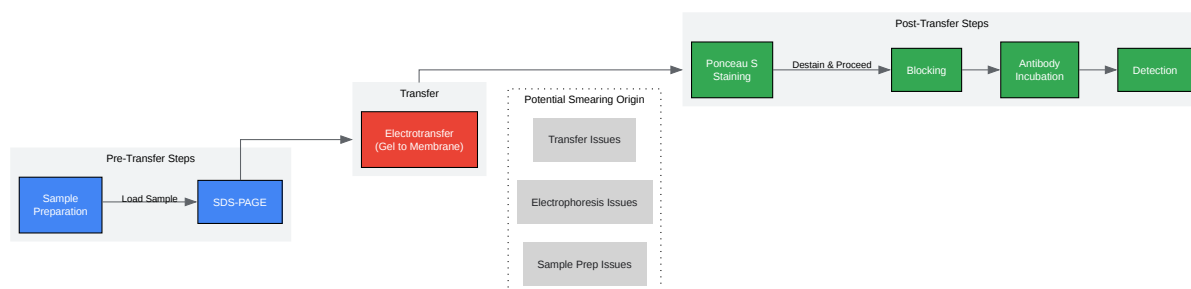 Pre-Transfer Steps
Sample
Preparation
Load Sample
SDS-PAGE
Transfer
Electrotransfer
(Gel to Membrane)
Potential Smearing Origin
Transfer Issues
Electrophoresis Issues
Sample Prep Issues
Post-Transfer Steps
Ponceau S
Staining
Destain & Proceed
Blocking
Antibody
Incubation
Detection